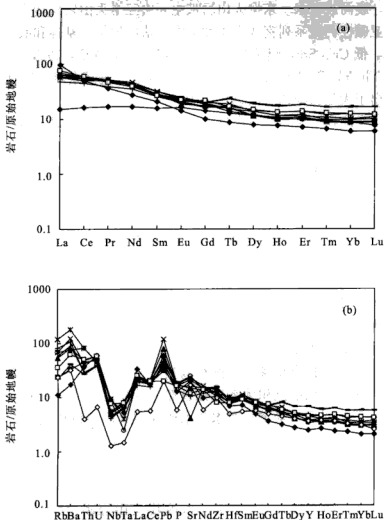 (a)
1000
100
10
1.0
0.1
岩石/原始地幔
La Ce Pr Nd Sm Eu Gd Tb Dy Ho Er Tm Yb Lu
(b)
1000
100
10
1.0
0.1
岩石/原始地幔
RbBaThU NbTaLaCePb P SrNdZrHfSmEuGdTbDyY HoErTmYbLu